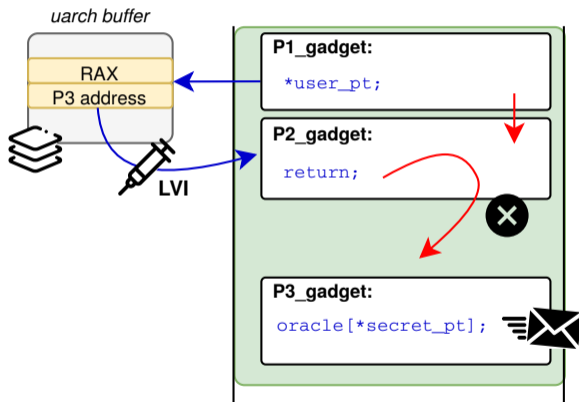 uarch buffer
RAX
P3 address
LVI
P1_gadget:
*user_pt;
P2_gadget:
return;
P3_gadget:
oracle[*secret_pt];